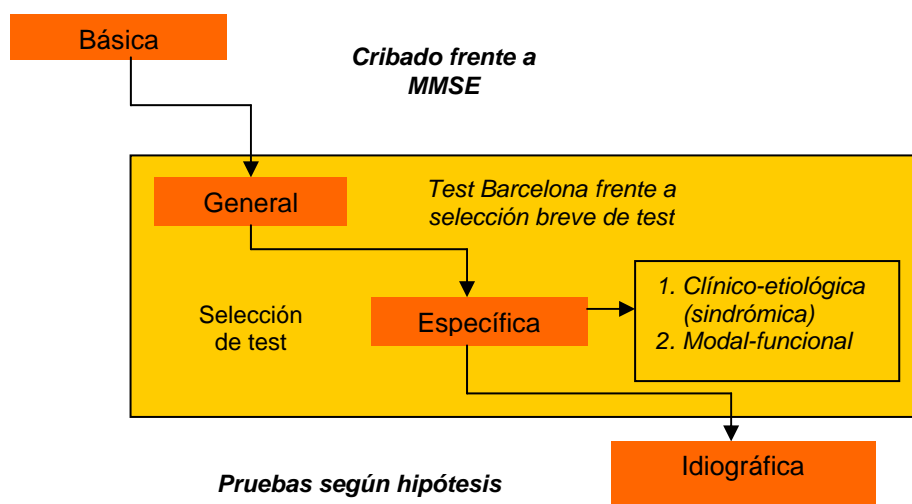 Básica
Cribado frente a
MMSE
General
Test Barcelona frente a
selección breve de test
Selección
de test
Específica
1. Clínico-etiológica
(sindrómica)
2. Modal-funcional
Idiográfica
Pruebas según hipótesis